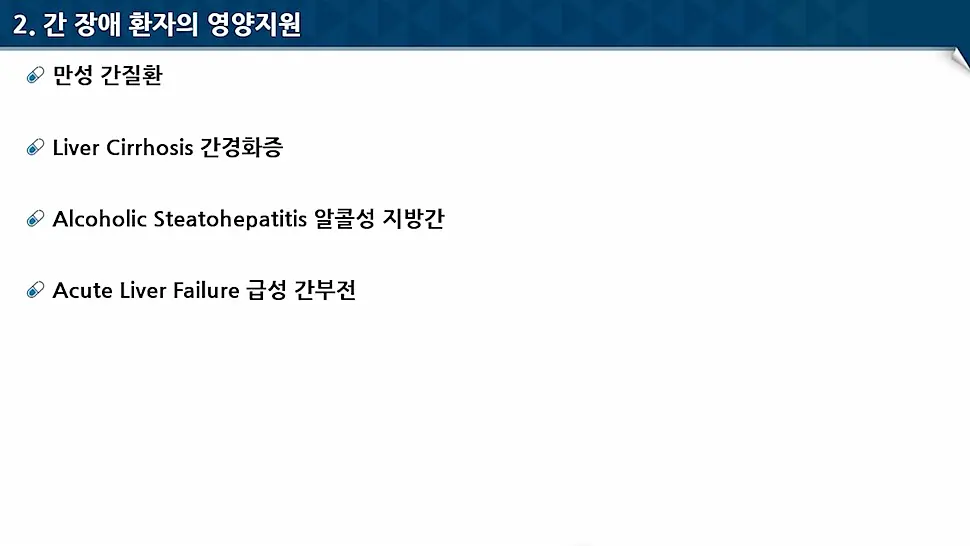 2. 간 장애 환자의 영양지원
만성 간질환
Liver Cirrhosis 간경화증
Alcoholic Steatohepatitis 알콜성 지방간
Acute Liver Failure 급성 간부전